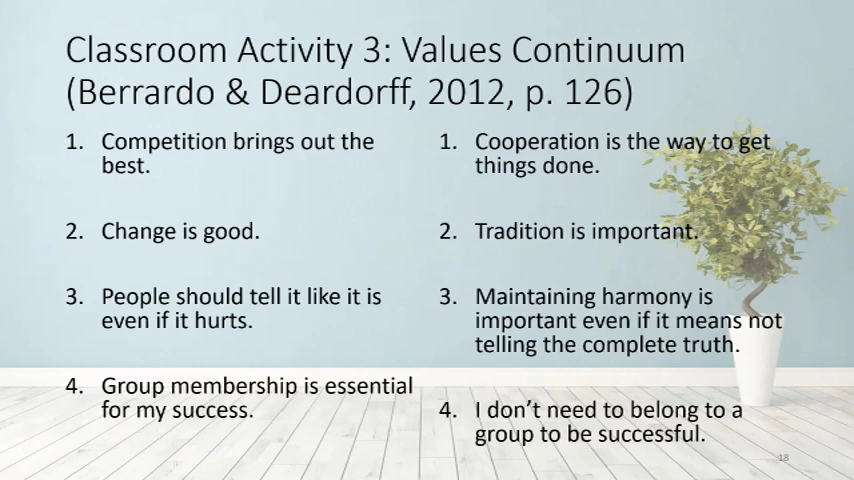 Classroom Activity 3: Values Continuum
(Berrardo & Deardorff, 2012, p. 126)
1. Competition brings out the
best.
2. Change is good.
3. People should tell it like it is
even if it hurts.
4. Group membership is essential
for my success.
1. Cooperation is the way to get
things done.
2. Tradition is important.
3. Maintaining harmony is
important even if it means not
telling the complete truth.
4. I don’t need to belong to a
group to be successful.
18